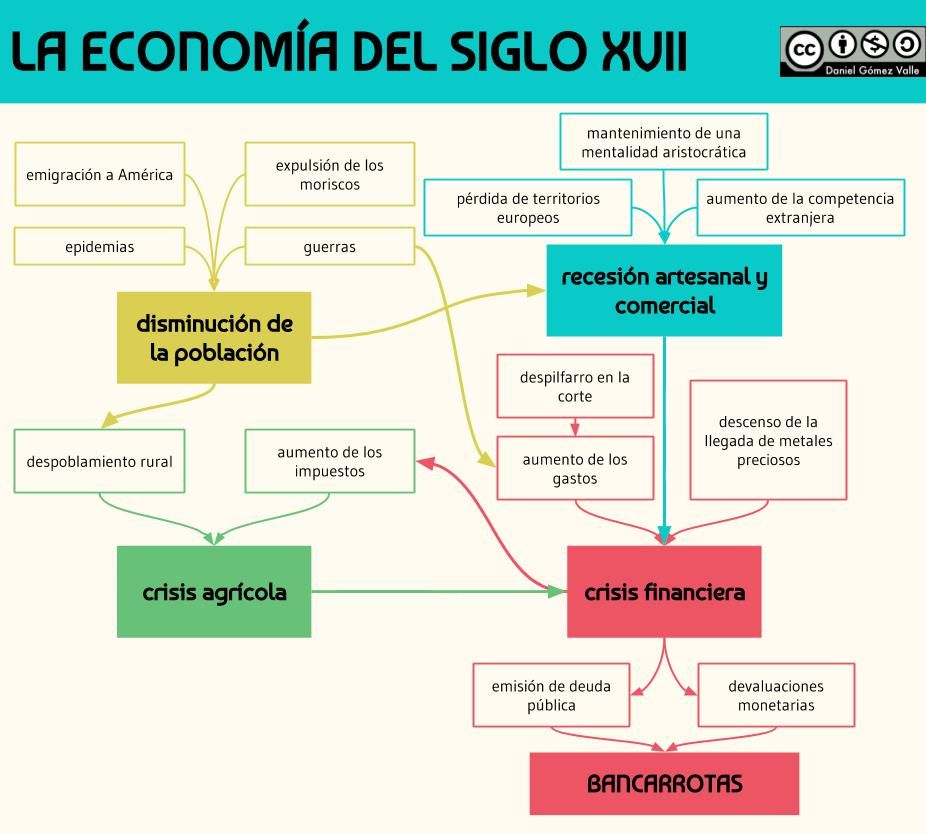 LA ECONOMÍA DEL SIGLO XVII
cc
Daniel Gómez Valle
mantenimiento de una
mentalidad aristocrática
emigración a América
expulsión de los
moriscos
pérdida de territorios
europeos
aumento de la competencia
extranjera
epidemias
guerras
recesión artesanal y
comercial
disminución de
la población
despilfarro en la
corte
descenso de la
llegada de metales
preciosos
despoblamiento rural
aumento de los
impuestos
aumento de los
gastos
crisis agrícola
crisis financiera
emisión de deuda
pública
devaluaciones
monetarias
BANCARROTAS